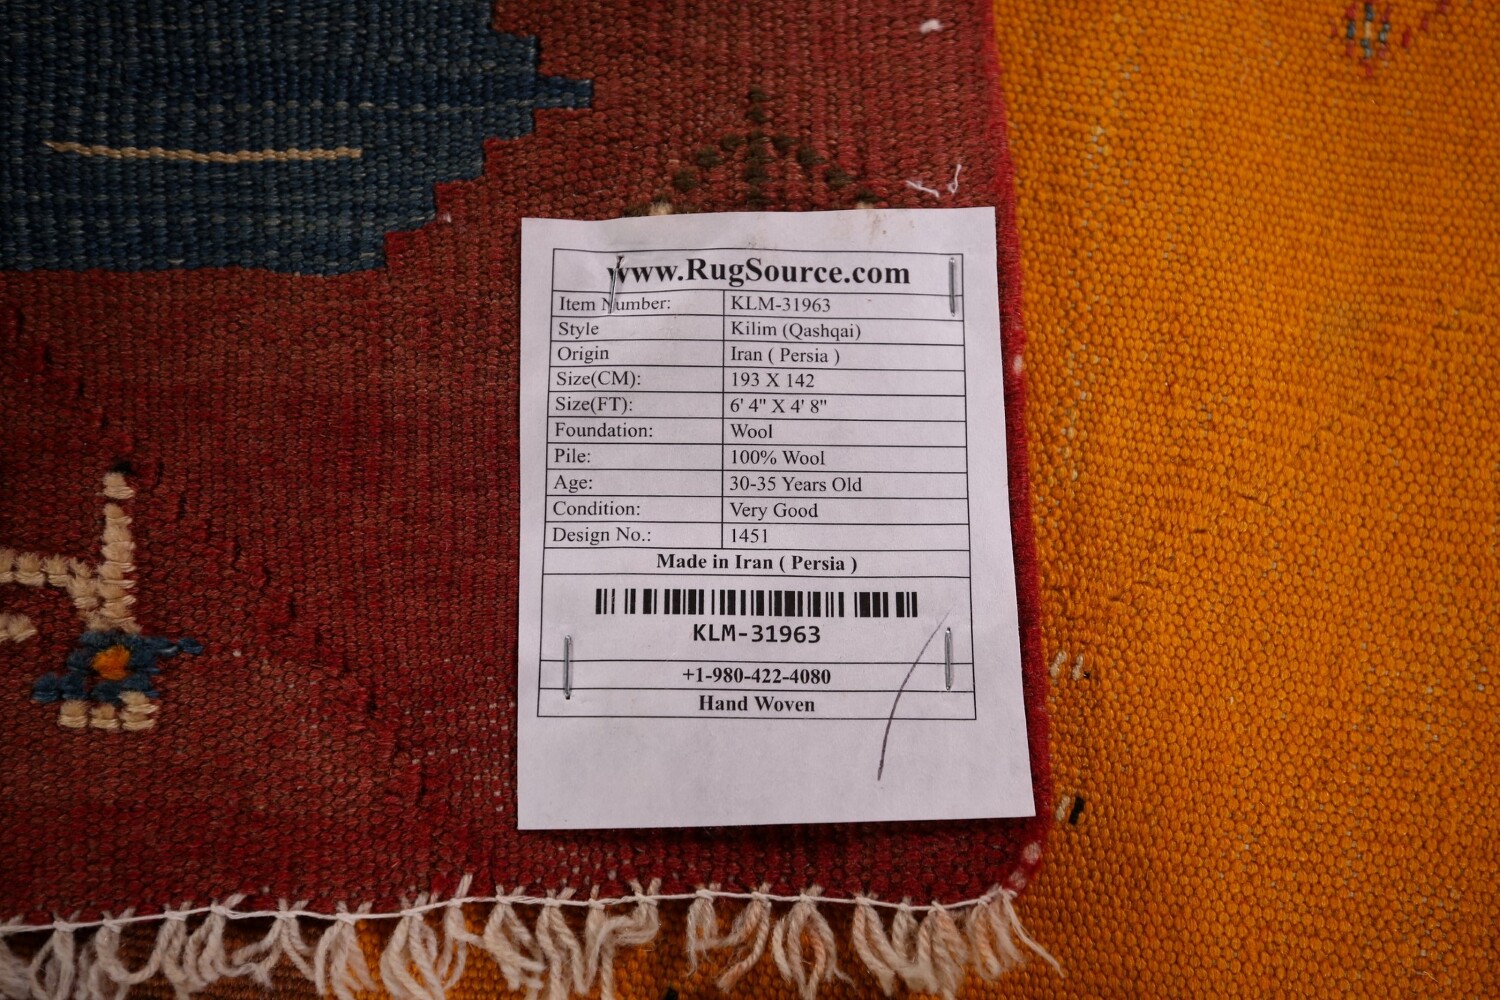 www.RugSource.com
Item Number: KLM-31963
Style Kilim (Qashqai)
Origin Iran ( Persia )
Size(CM): 193 X 142
Size(FT): 6' 4" X 4' 8"
Foundation: Wool
Pile: 100% Wool
Age: 30-35 Years Old
Condition: Very Good
Design No.: 1451
Made in Iran ( Persia )
KLM-31963
+1-980-422-4080
Hand Woven